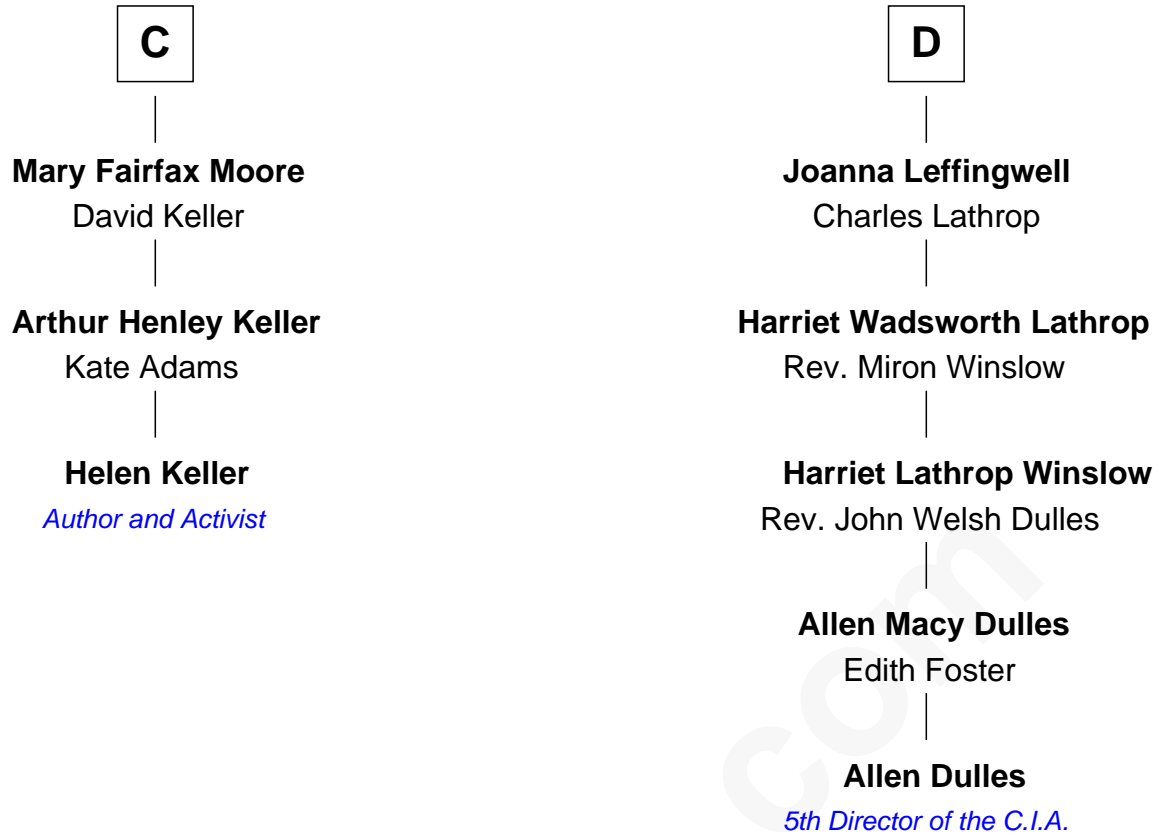 C
Mary Fairfax Moore
David Keller
Arthur Henley Keller
Kate Adams
Helen Keller
Author and Activist
D
Joanna Leffingwell
Charles Lathrop
Harriet Wadsworth Lathrop
Rev. Miron Winslow
Harriet Lathrop Winslow
Rev. John Welsh Dulles
Allen Macy Dulles
Edith Foster
Allen Dulles
5th Director of the C.I.A.
com